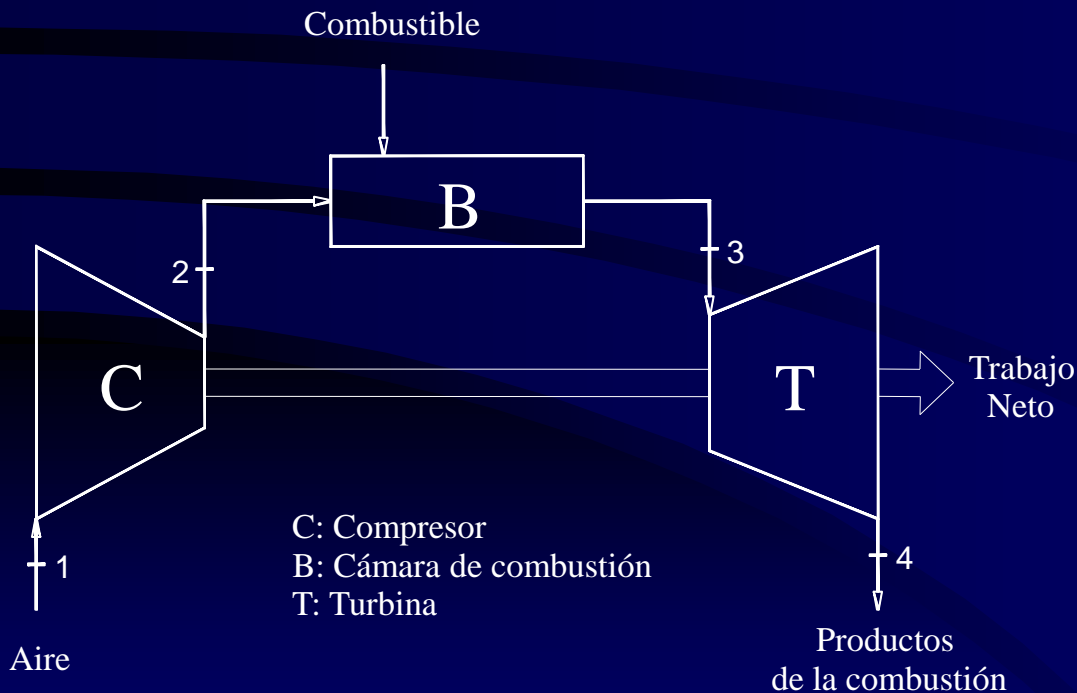 Combustible
B
2
3
C
T
Trabajo
Neto
C: Compresor
B: Cámara de combustión
T: Turbina
1
4
Aire
Productos
de la combustión